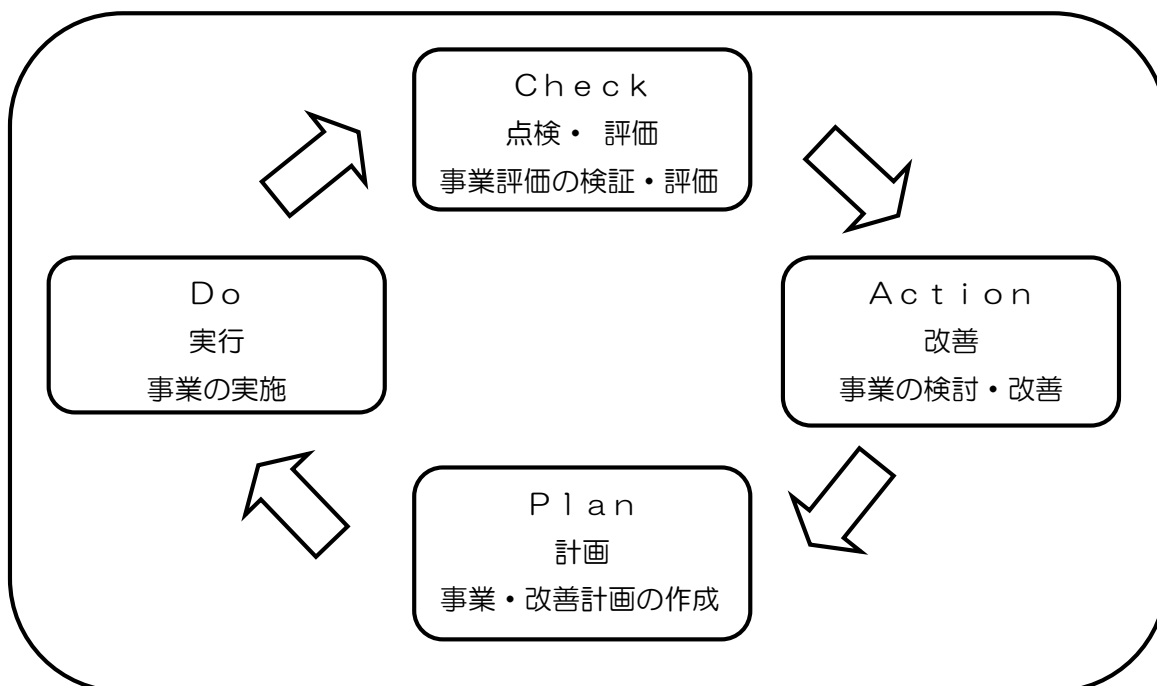 Ｃｈｅｃｋ
点検・ 評価
事業評価の検証・評価
Ｄｏ
実行
事業の実施
Ａｃｔｉｏｎ
改善
事業の検討・改善
Ｐｌａｎ
計画
事業・改善計画の作成